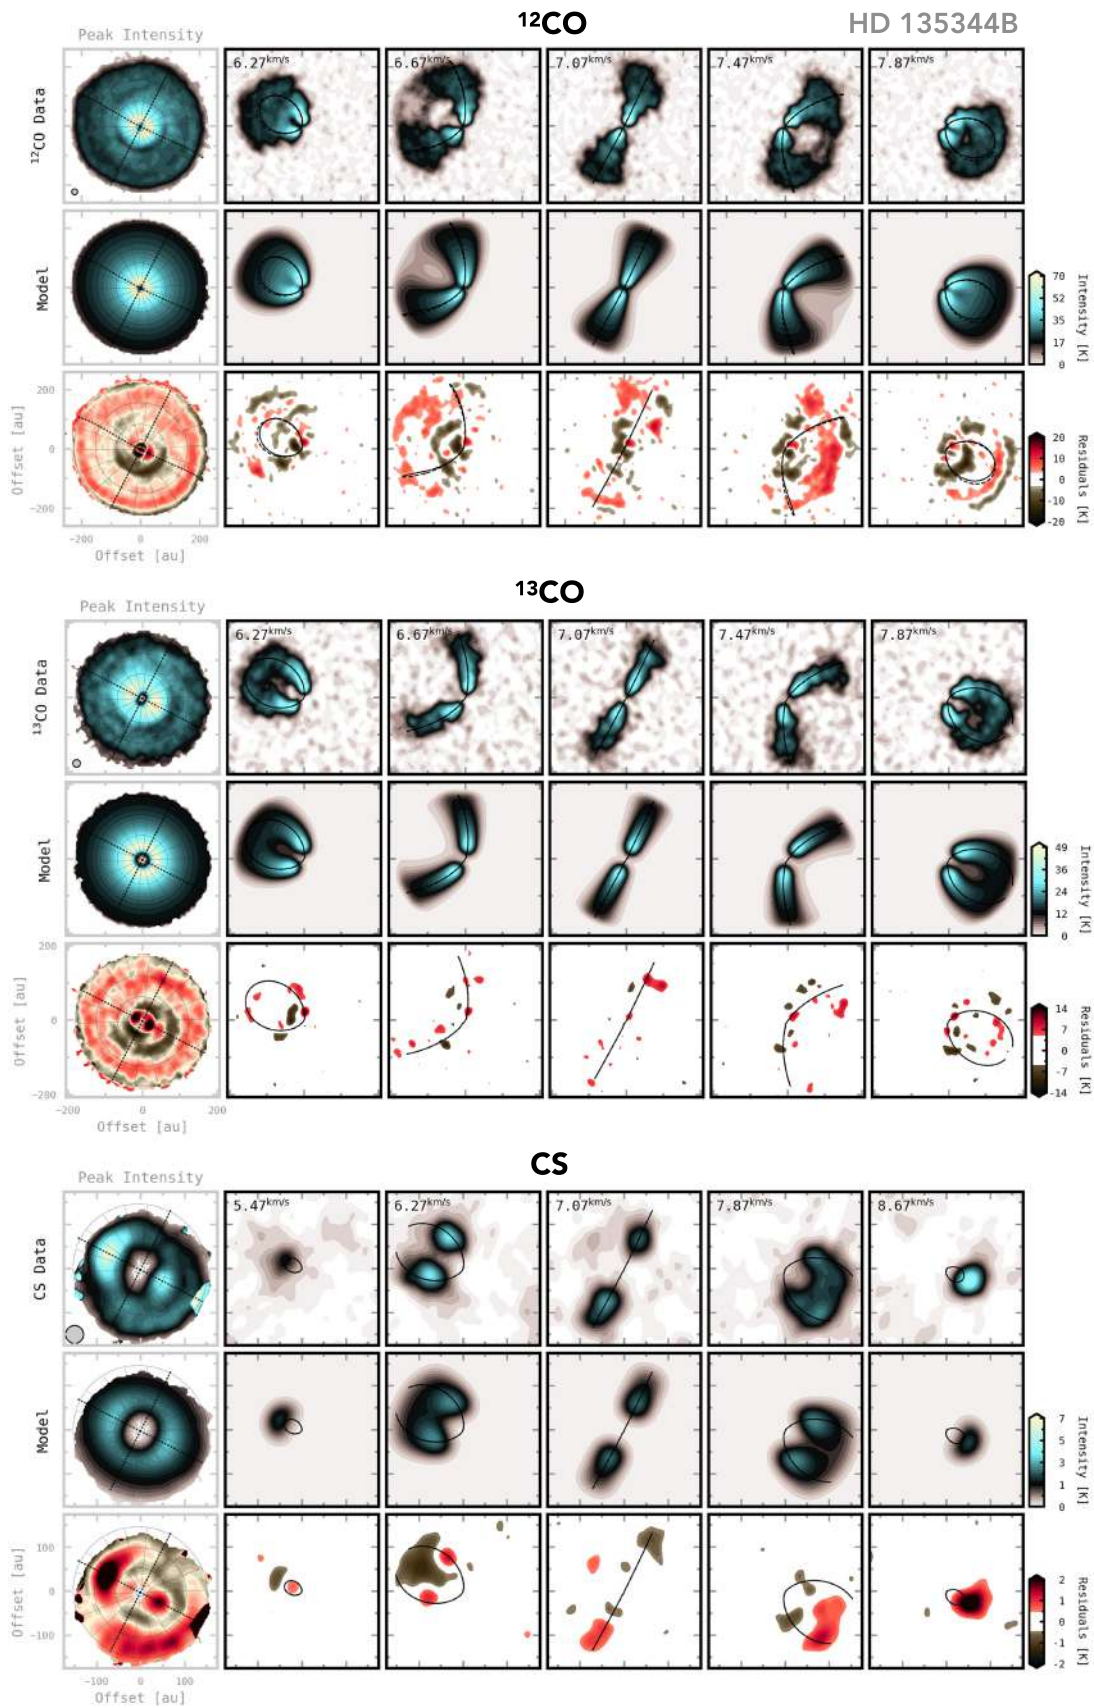 ¹²CO
HD 135344B
Peak Intensity
6.27km/s
6.67km/s
7.07km/s
7.47km/s
7.87km/s
¹²CO Data
Model
70
52
35
17
0
Intensity [K]
200
0
-200
Offset [au]
20
10
0
-10
-20
Residuals [K]
-200
0
200
Offset [au]
¹³CO
Peak Intensity
6.27km/s
6.67km/s
7.07km/s
7.47km/s
7.87km/s
¹³CO Data
Model
49
36
24
12
0
Intensity [K]
200
0
-200
Offset [au]
14
7
0
-7
-14
Residuals [K]
-200
0
200
Offset [au]
CS
Peak Intensity
5.47km/s
6.27km/s
7.07km/s
7.87km/s
8.67km/s
CS Data
Model
7
5
3
1
0
Intensity [K]
100
0
-100
Offset [au]
2
1
0
-1
-2
Residuals [K]
-100
0
100
Offset [au]